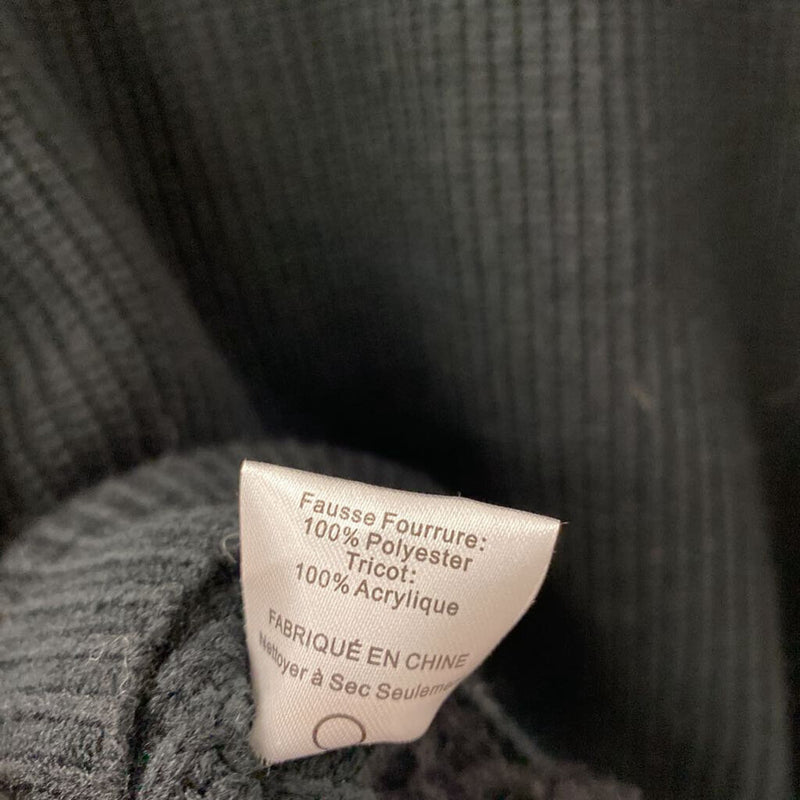 Fausse Fourrure:
100% Polyester
Tricot:
100% Acrylique
FABRIQUÉ EN CHINE
Nettoyer à Sec Seulement